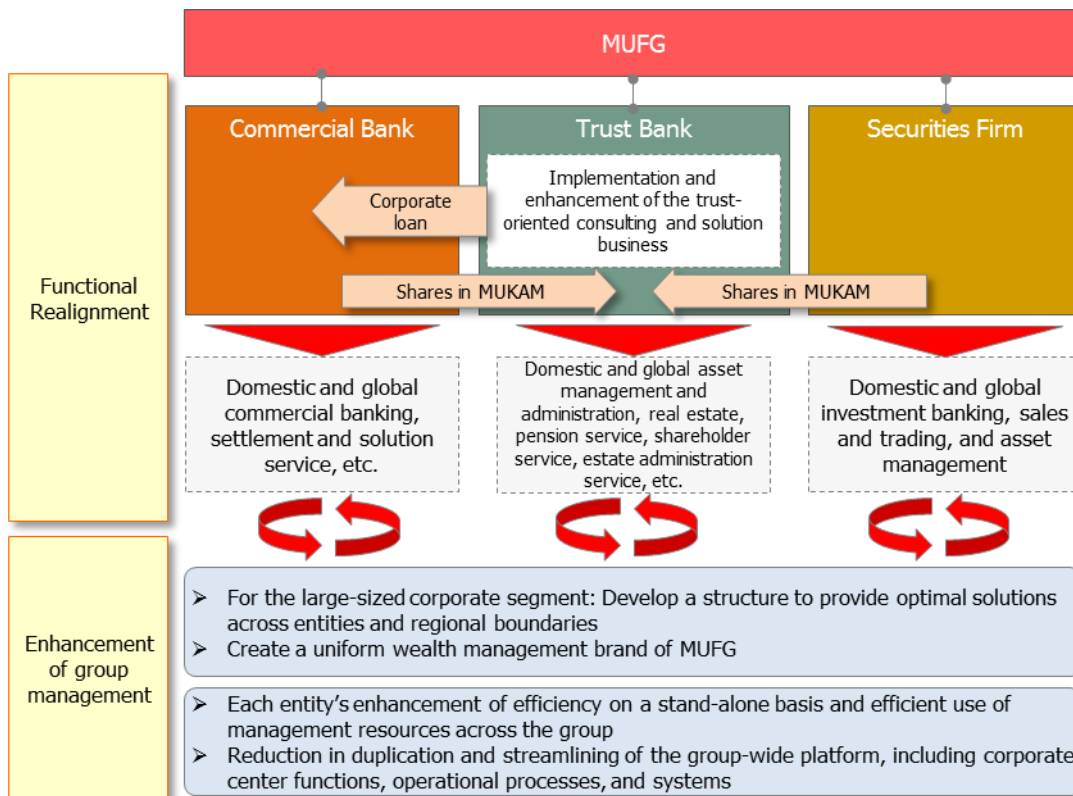 MUFG
Commercial Bank
Trust Bank
Securities Firm
Functional
Realignment
Implementation and
enhancement of the trust-
oriented consulting and solution
business
Corporate
loan
Shares in MUKAM
Shares in MUKAM
Domestic and global
commercial banking,
settlement and solution
service, etc.
Domestic and global asset
management and
administration, real estate,
pension service, shareholder
service, estate administration
service, etc.
Domestic and global
investment banking, sales
and trading, and asset
management
Enhancement
of group
management
➢ For the large-sized corporate segment: Develop a structure to provide optimal solutions
across entities and regional boundaries
➢ Create a uniform wealth management brand of MUFG
➢ Each entity’s enhancement of efficiency on a stand-alone basis and efficient use of
management resources across the group
➢ Reduction in duplication and streamlining of the group-wide platform, including corporate
center functions, operational processes, and systems